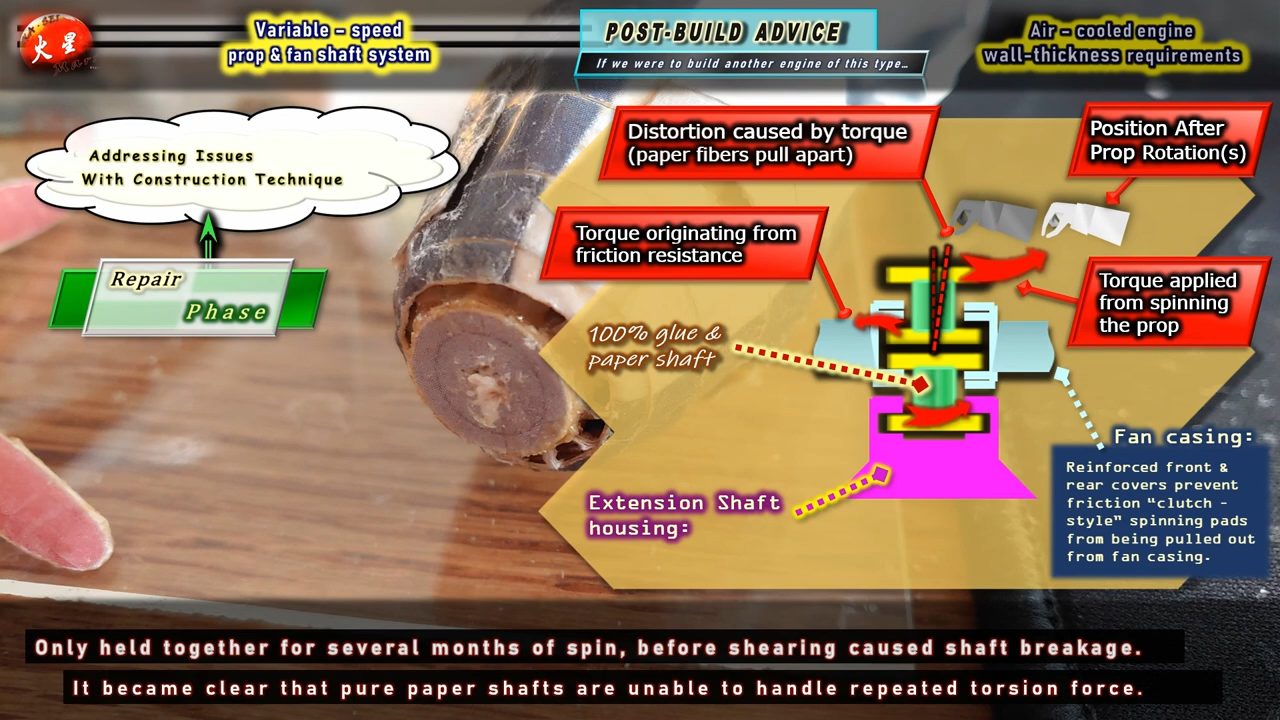 火星
Variable – speed
prop & fan shaft system
POST-BUILD ADVICE
If we were to build another engine of this type…
Air – cooled engine
wall-thickness requirements
Addressing Issues
With Construction Technique
Repair
Phase
Distortion caused by torque
(paper fibers pull apart)
Position After
Prop Rotation(s)
Torque originating from
friction resistance
Torque applied
from spinning
the prop
100% glue &
paper shaft
Fan casing:
Reinforced front &
rear covers prevent
friction “clutch -
style” spinning pads
from being pulled out
from fan casing.
Extension Shaft
housing:
Only held together for several months of spin, before shearing caused shaft breakage.
It became clear that pure paper shafts are unable to handle repeated torsion force.